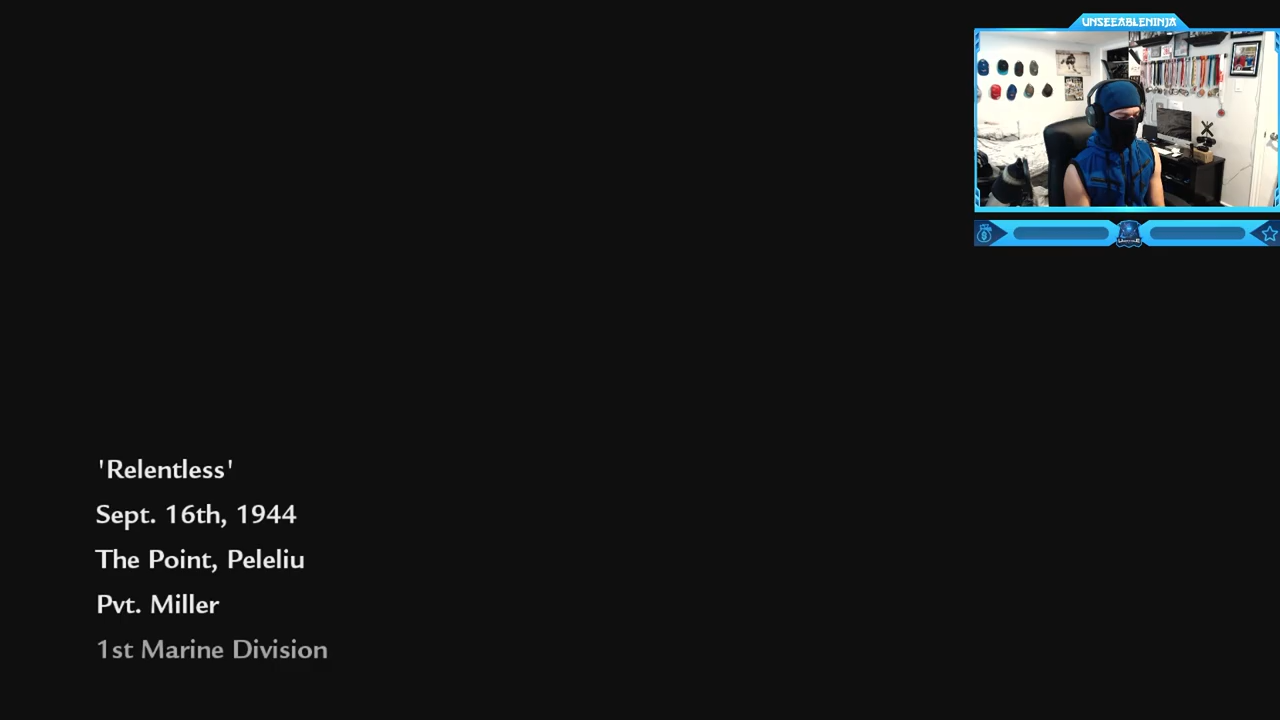 UNSEEABLENINJA
'Relentless'
Sept. 16th, 1944
The Point, Peleliu
Pvt. Miller
1st Marine Division